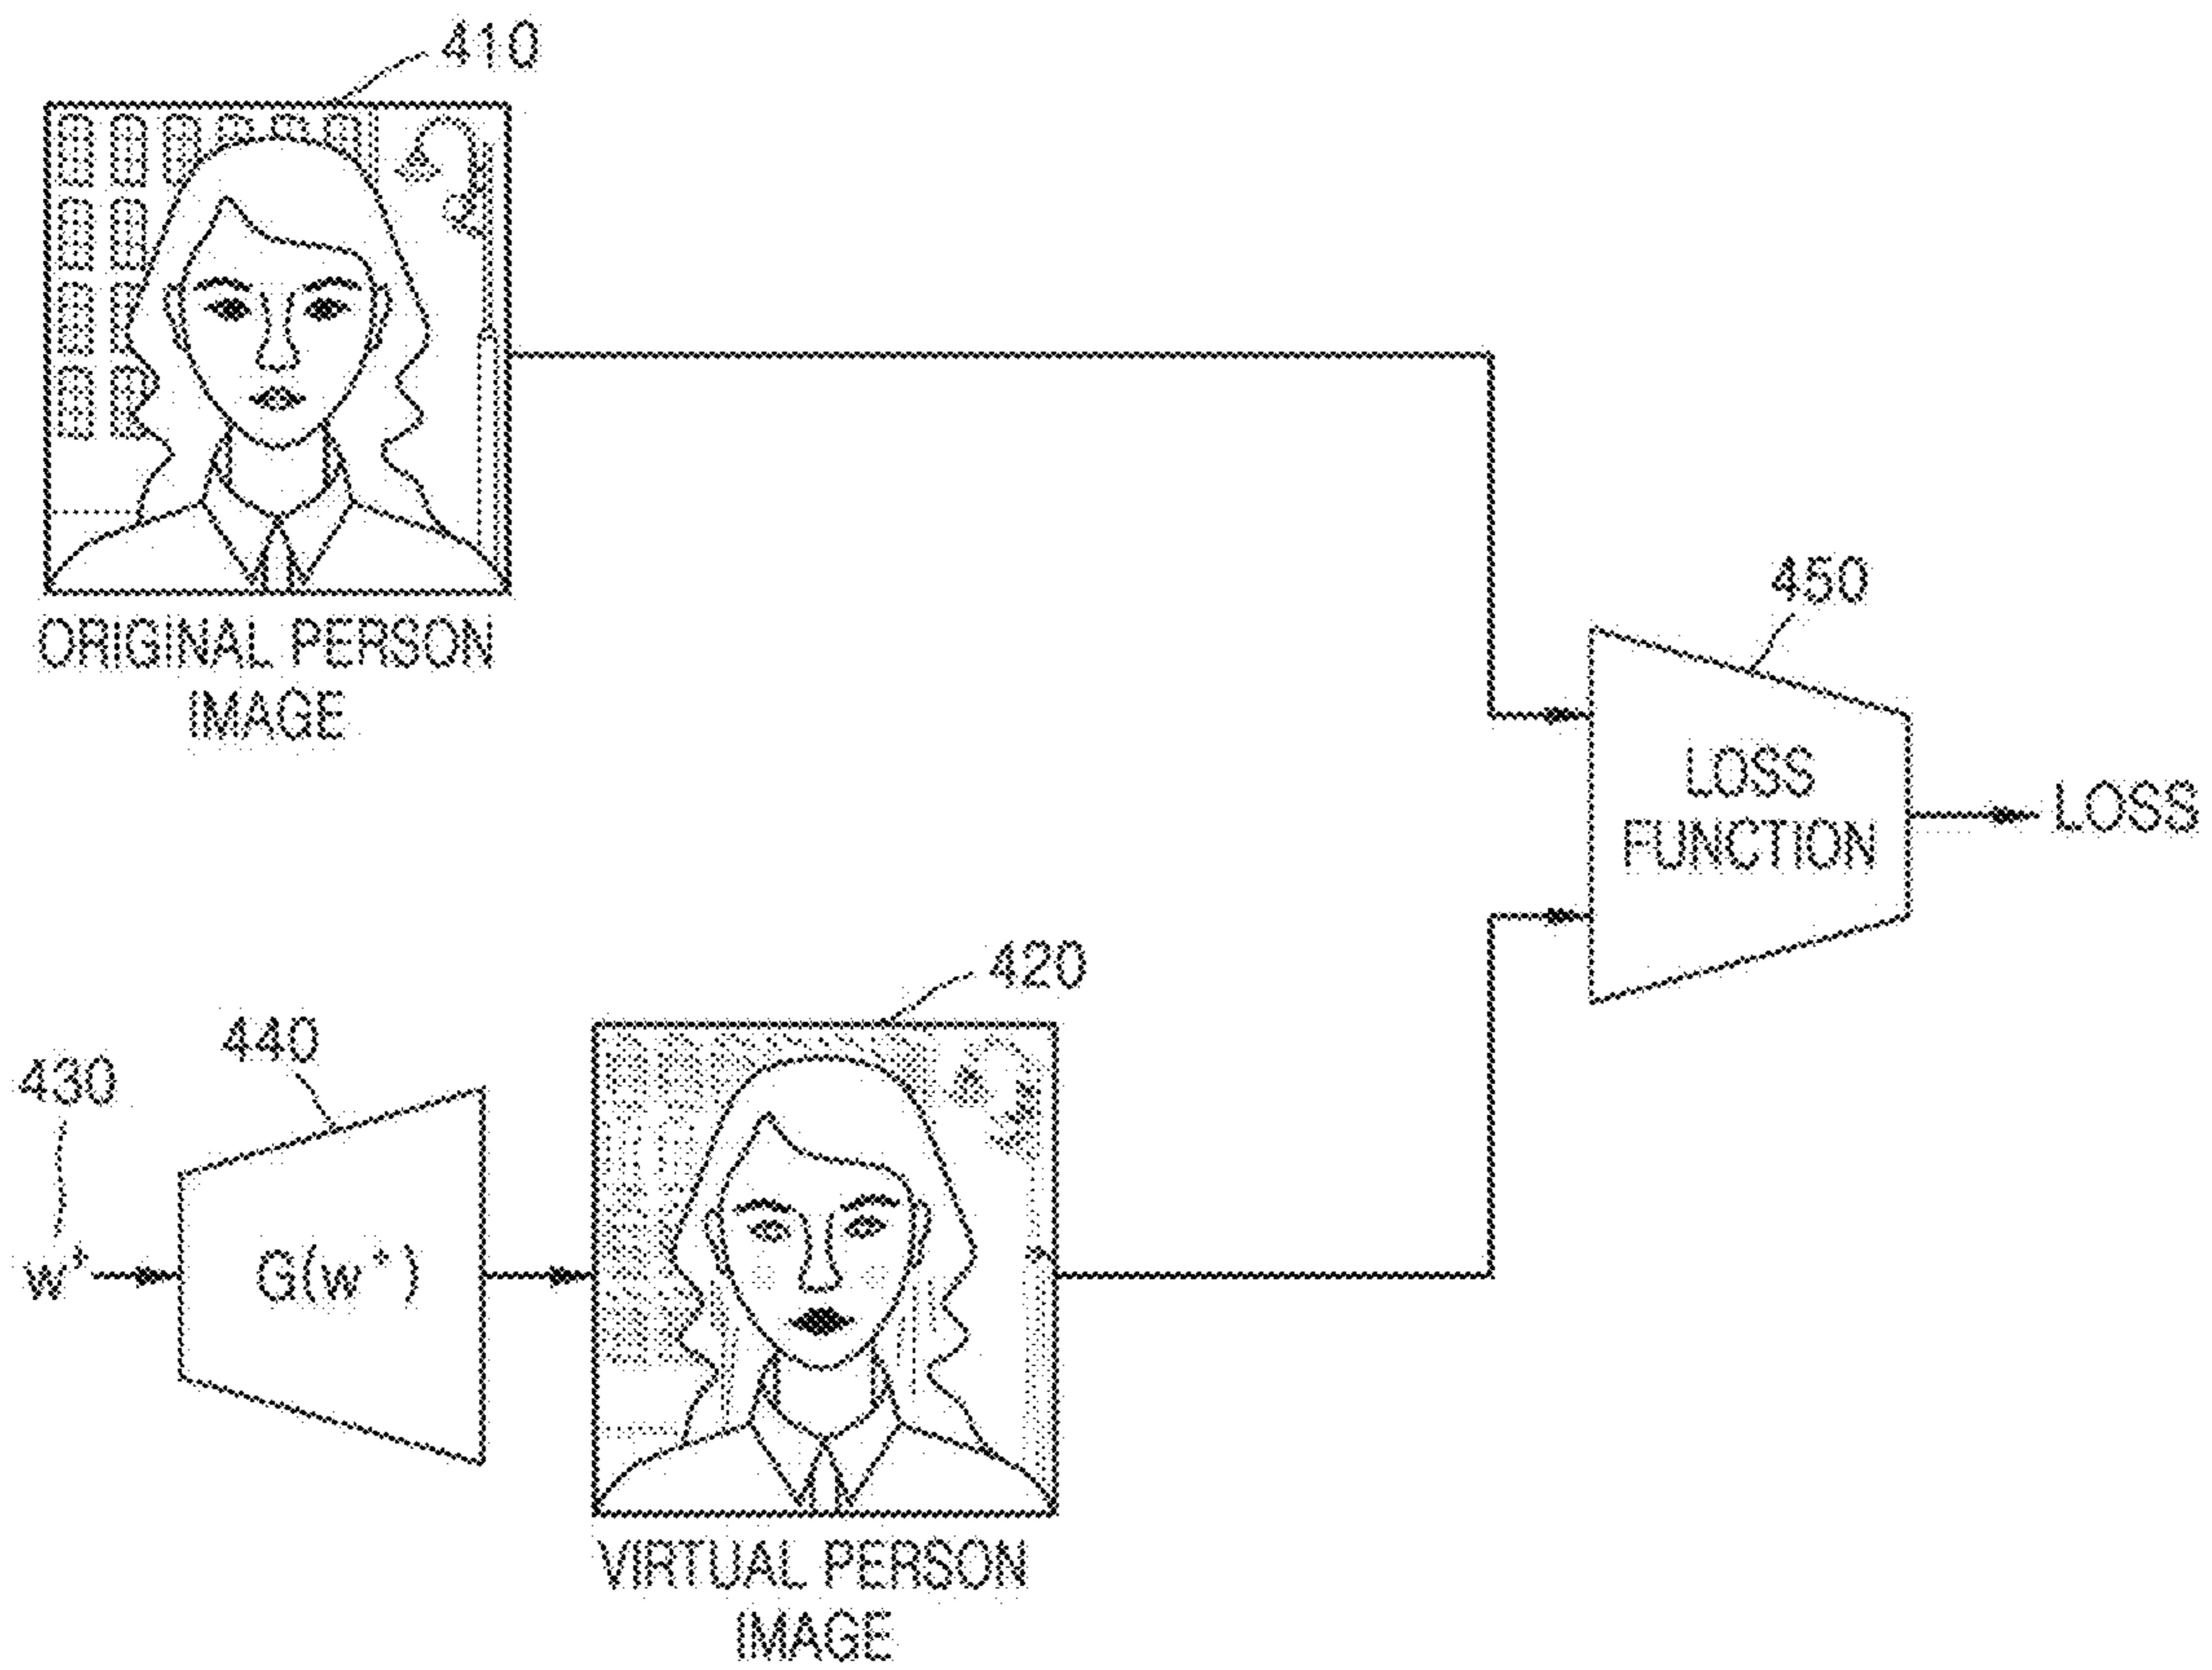 410
ORIGINAL PERSON
IMAGE
450
LOSS
FUNCTION
LOSS
420
440
430
w⁺
G(w⁺)
VIRTUAL PERSON
IMAGE